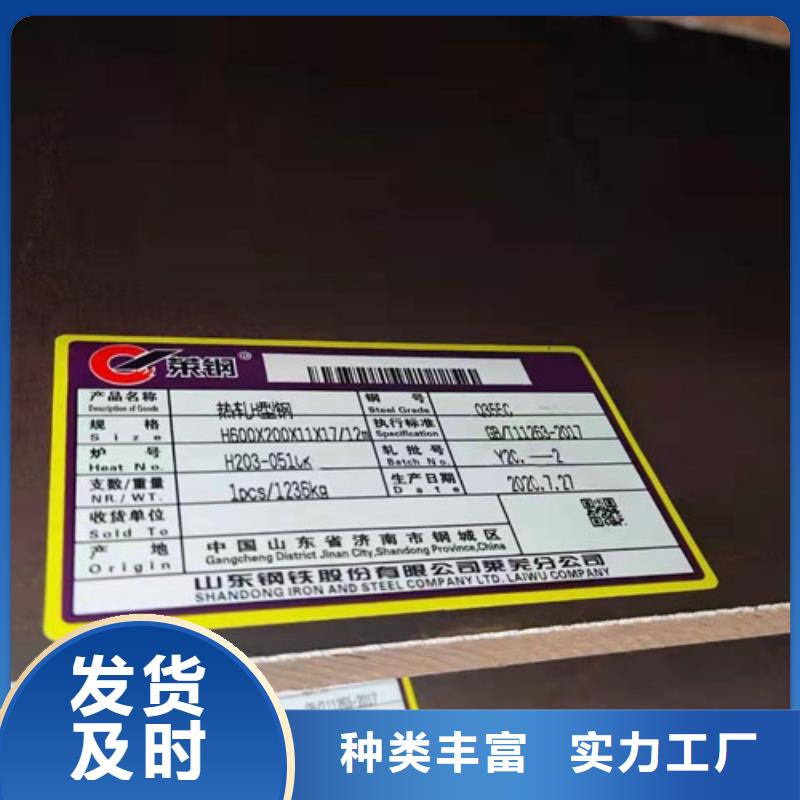 莱钢®
产品名称 Description of Goods 热轧H型钢 钢号 Steel Grade Q355C
规格 Size H600X200X11X17/12m 执行标准 Specification GB/T11263-2017
炉号 Heat No. H203-051 轧批号 Batch No. Y20.
支数/重量 NR./WT. 1pcs/1236kg 生产日期 Date 2020.7.27
收货单位 Sold To
产地 Origin 中国山东省济南市钢城区
Gangcheng District Jinan City,Shandong Province,China
山东钢铁股份有限公司莱芜分公司
SHANDONG IRON AND STEEL COMPANY LTD. LAIWU COMPANY
GB/T11263-2017
发货
及时
种类丰富 实力工厂